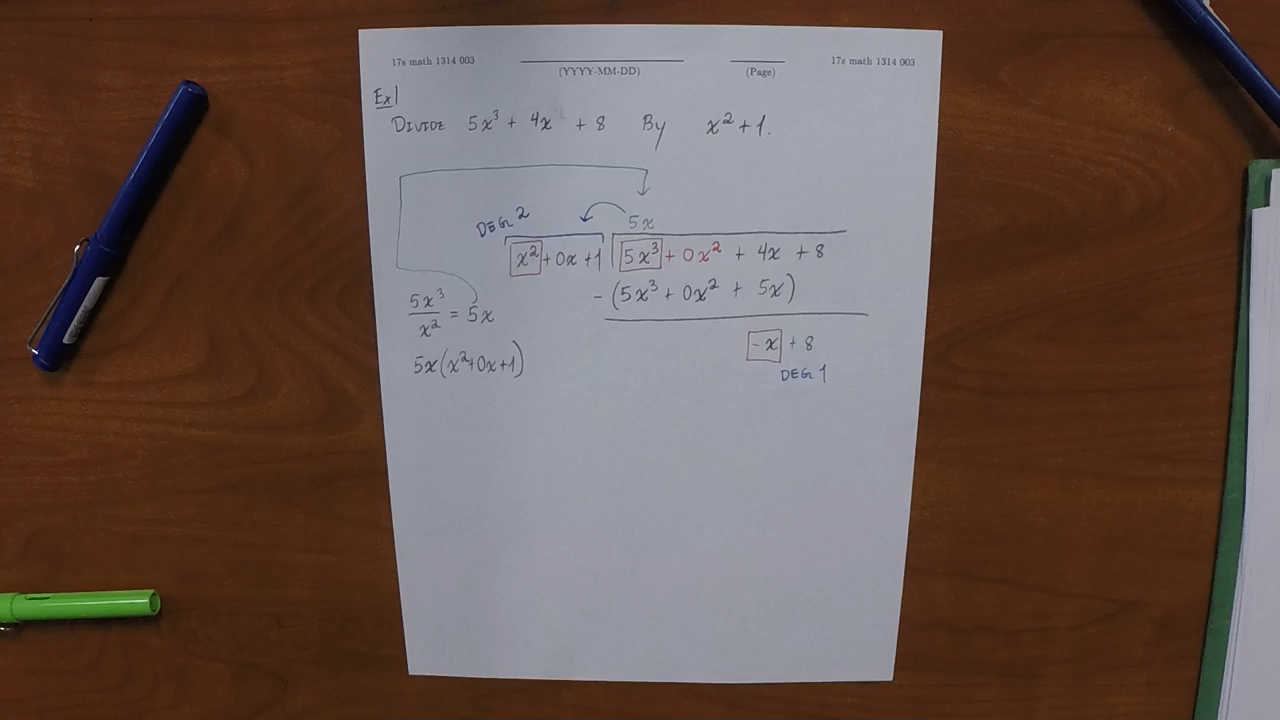 17s math 1314 003 (YYYY-MM-DD) (Page) 17s math 1314 003
Ex1
DIVIDE 5x³ + 4x + 8 By x² + 1.
DEG 2
5x
x² + 0x + 1 5x³ + 0x² + 4x + 8
- (5x³ + 0x² + 5x)
5x³/x² = 5x
-x + 8
5x(x²+0x+1)
DEG 1